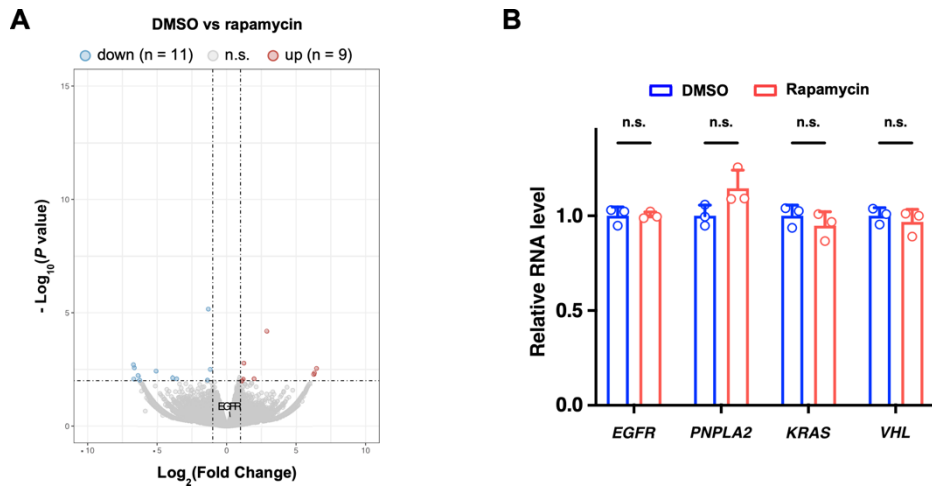 A
DMSO vs rapamycin
down (n = 11) n.s. up (n = 9)
15
10
5
0
- Log10(P value)
EGFR
-10 -5 0 5 10
Log2(Fold Change)
B
DMSO Rapamycin
n.s. n.s. n.s. n.s.
1.0
0.5
0.0
Relative RNA level
EGFR PNPLA2 KRAS VHL